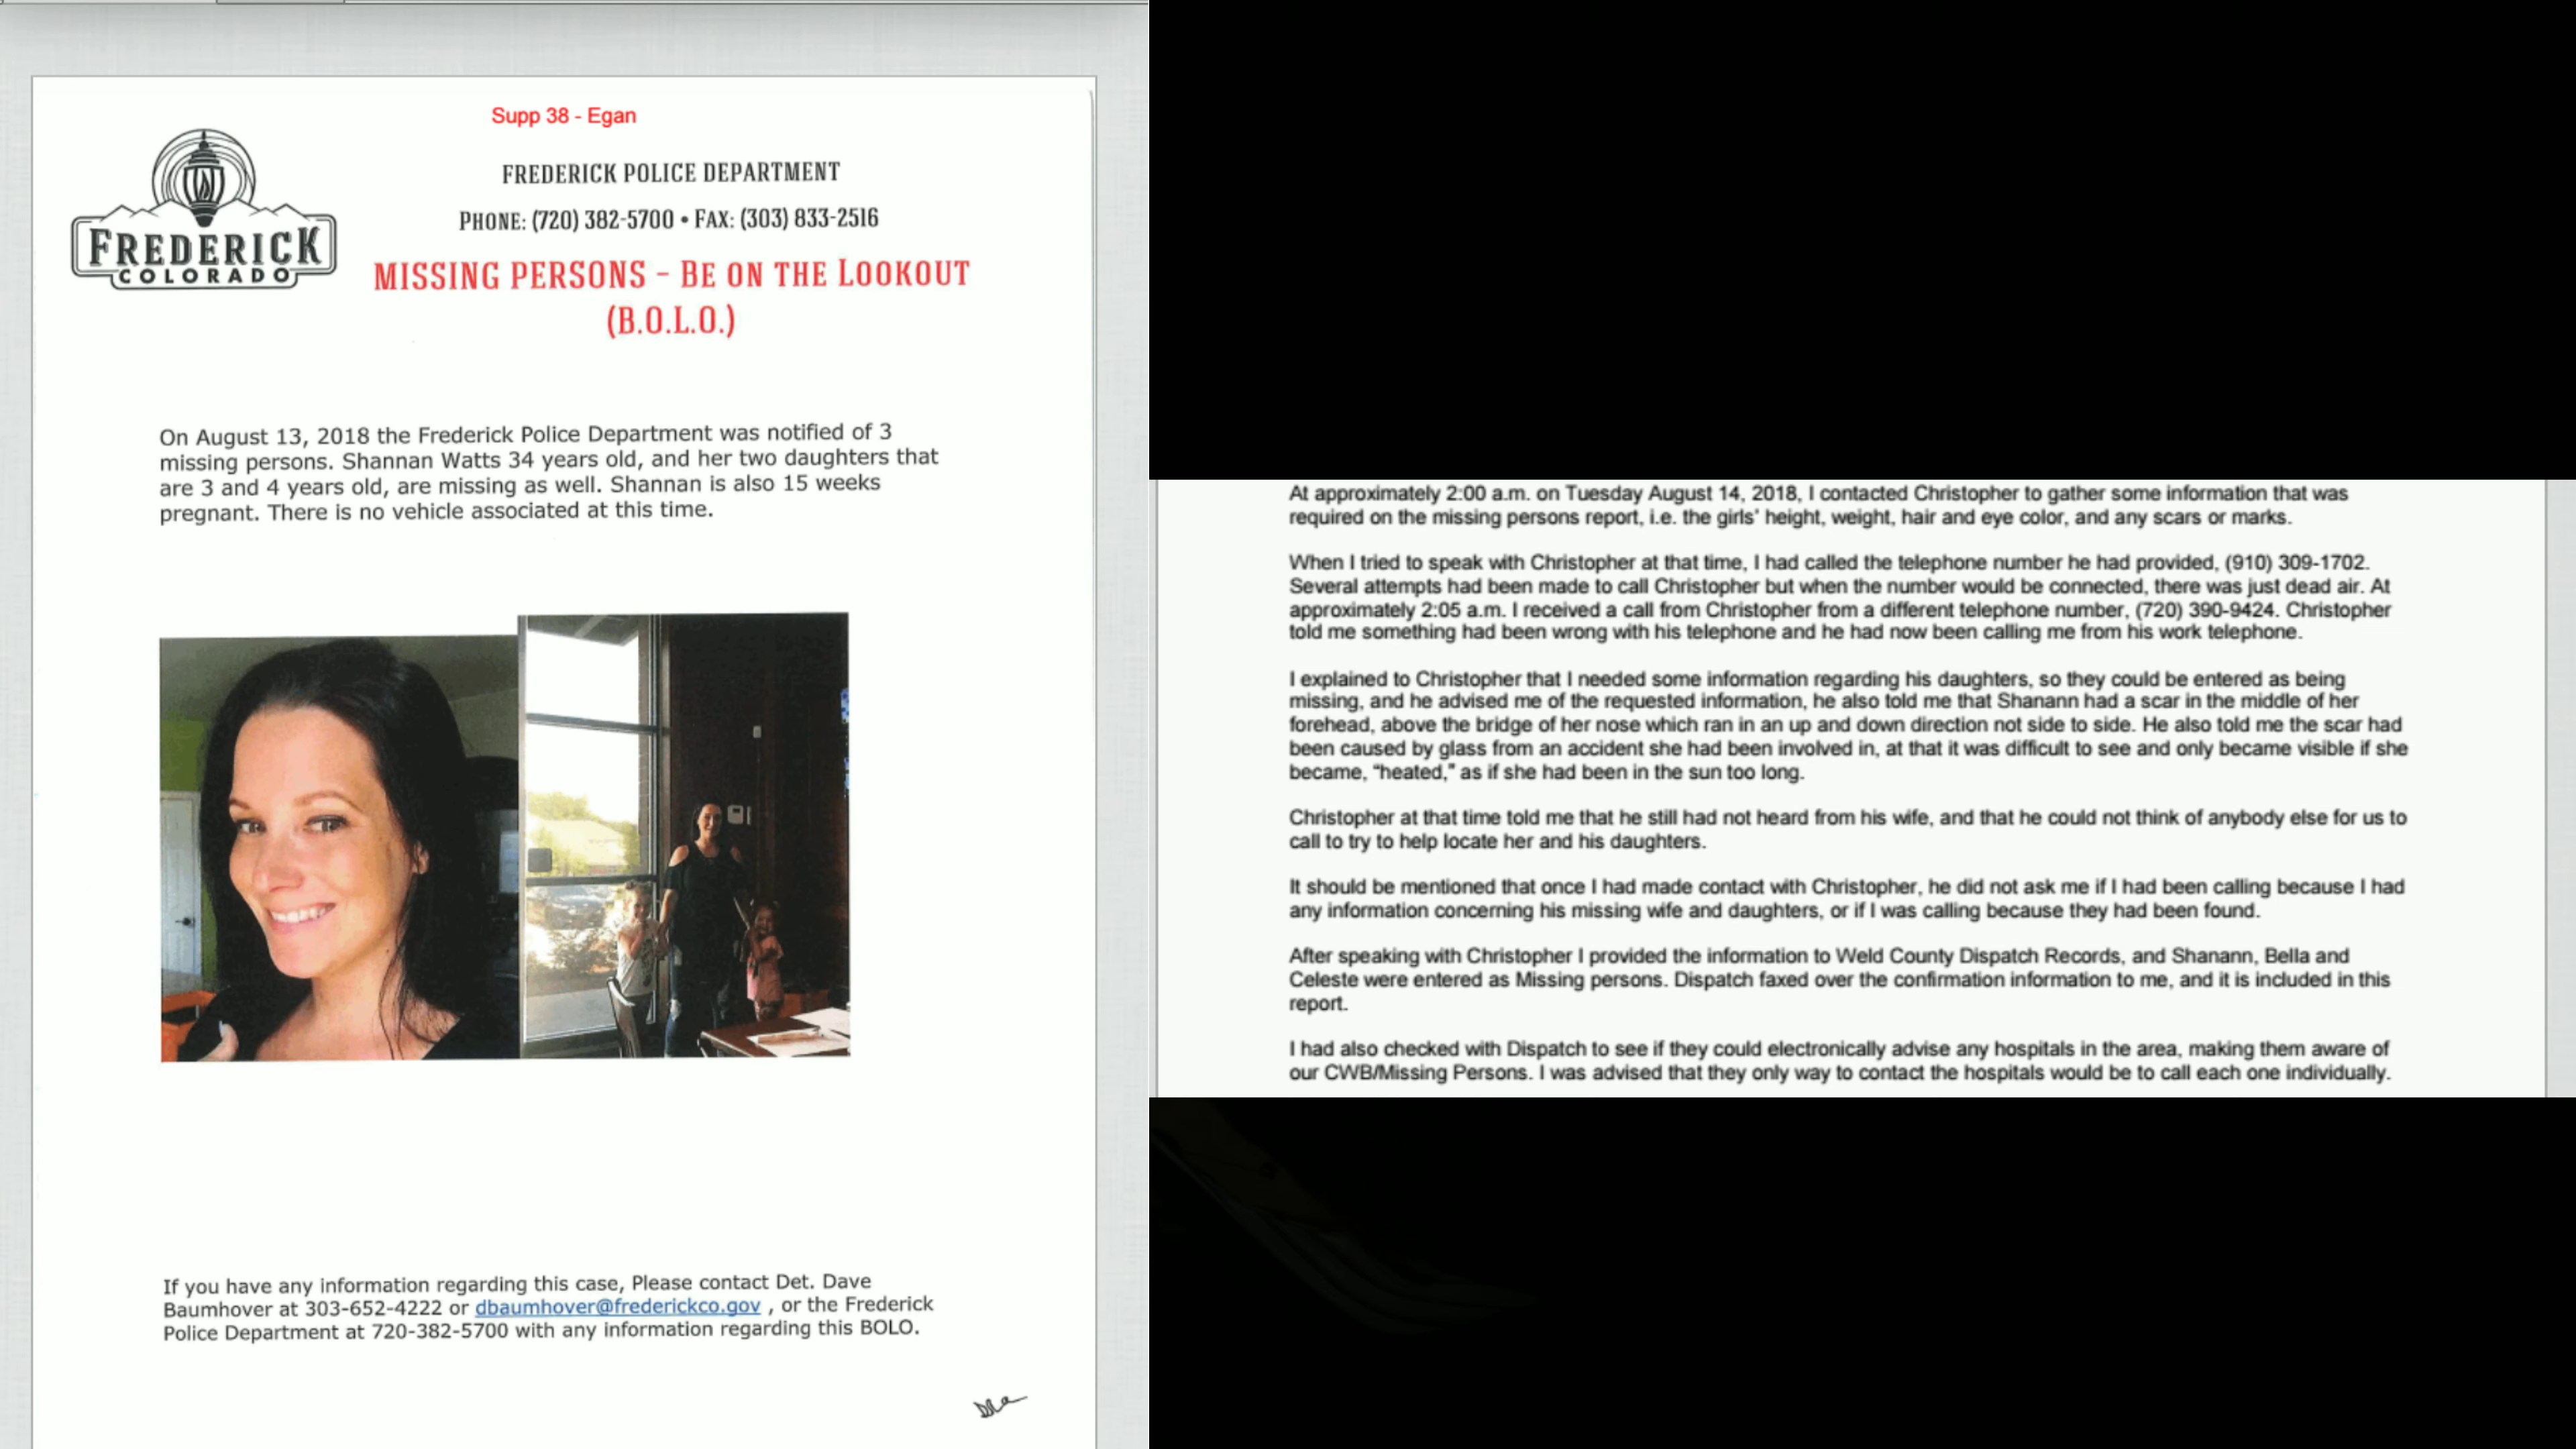 Supp 38 - Egan
FREDERICK
COLORADO
FREDERICK POLICE DEPARTMENT
PHONE: (720) 382-5700 • FAX: (303) 833-2516
MISSING PERSONS - BE ON THE LOOKOUT
(B.O.L.O.)
On August 13, 2018 the Frederick Police Department was notified of 3
missing persons. Shannan Watts 34 years old, and her two daughters that
are 3 and 4 years old, are missing as well. Shannan is also 15 weeks
pregnant. There is no vehicle associated at this time.
If you have any information regarding this case, Please contact Det. Dave
Baumhover at 303-652-4222 or dbaumhover@frederickco.gov , or the Frederick
Police Department at 720-382-5700 with any information regarding this BOLO.
At approximately 2:00 a.m. on Tuesday August 14, 2018, I contacted Christopher to gather some information that was
required on the missing persons report, i.e. the girls' height, weight, hair and eye color, and any scars or marks.
When I tried to speak with Christopher at that time, I had called the telephone number he had provided, (910) 309-1702.
Several attempts had been made to call Christopher but when the number would be connected, there was just dead air. At
approximately 2:05 a.m. I received a call from Christopher from a different telephone number, (720) 390-9424. Christopher
told me something had been wrong with his telephone and he had now been calling me from his work telephone.
I explained to Christopher that I needed some information regarding his daughters, so they could be entered as being
missing, and he advised me of the requested information, he also told me that Shanann had a scar in the middle of her
forehead, above the bridge of her nose which ran in an up and down direction not side to side. He also told me the scar had
been caused by glass from an accident she had been involved in, at that it was difficult to see and only became visible if she
became, "heated," as if she had been in the sun too long.
Christopher at that time told me that he still had not heard from his wife, and that he could not think of anybody else for us to
call to try to help locate her and his daughters.
It should be mentioned that once I had made contact with Christopher, he did not ask me if I had been calling because I had
any information concerning his missing wife and daughters, or if I was calling because they had been found.
After speaking with Christopher I provided the information to Weld County Dispatch Records, and Shanann, Bella and
Celeste were entered as Missing persons. Dispatch faxed over the confirmation information to me, and it is included in this
report.
I had also checked with Dispatch to see if they could electronically advise any hospitals in the area, making them aware of
our CWB/Missing Persons. I was advised that they only way to contact the hospitals would be to call each one individually.